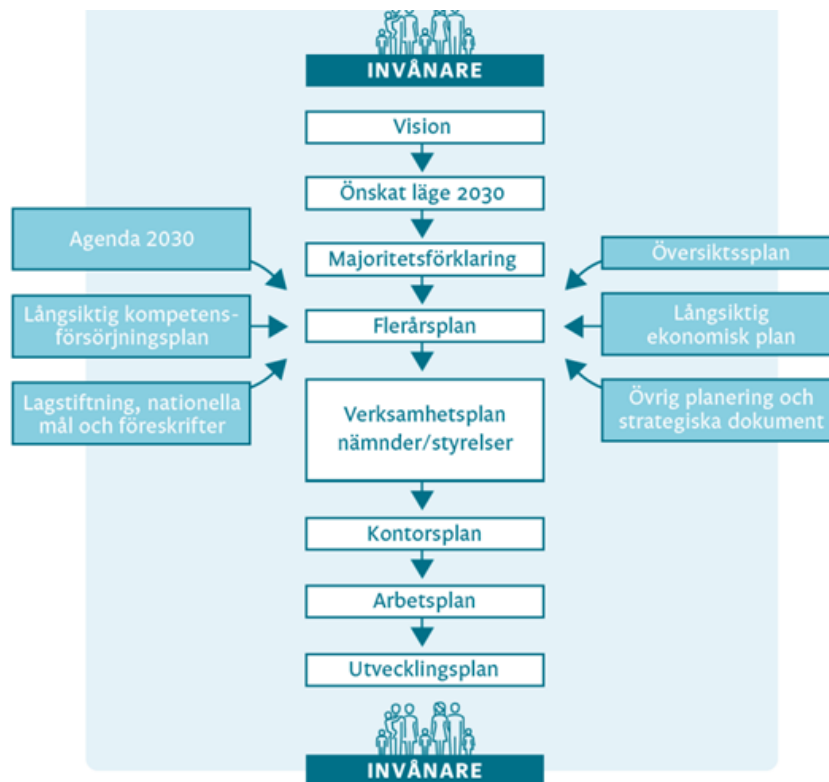 INVÅNARE
Vision
Önskat läge 2030
Agenda 2030
Majoritetsförklaring
Översiktssplan
Långsiktig kompetens-
försörjningsplan
Flerårsplan
Långsiktig
ekonomisk plan
Lagstiftning, nationella
mål och föreskrifter
Verksamhetsplan
nämnder/styrelser
Övrig planering och
strategiska dokument
Kontorsplan
Arbetsplan
Utvecklingsplan
INVÅNARE